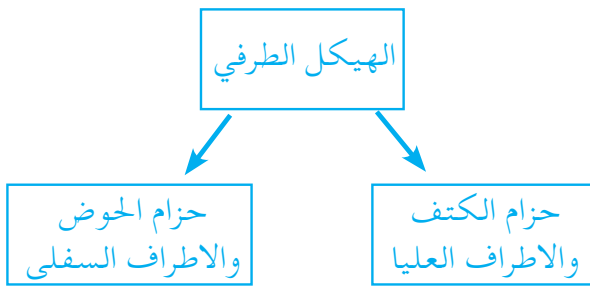 الهيكل الطرفي
حزام الكتف
والاطراف العليا
حزام الحوض
والاطراف السفلى